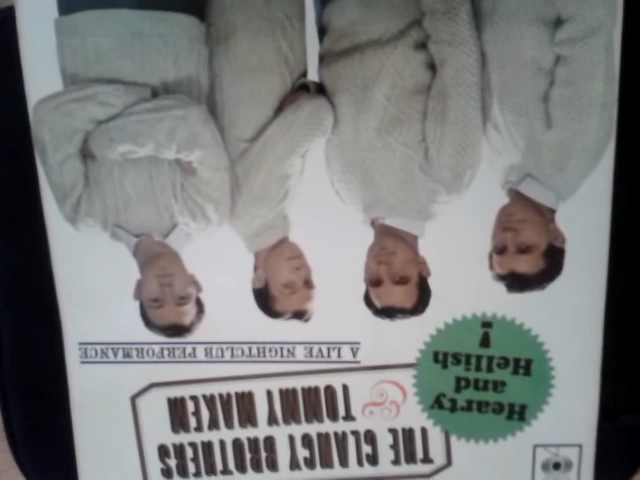 Hearty
and
Hellish
!
THE CLANCY BROTHERS
& TOMMY MAKEM
A LIVE NIGHTCLUB PERFORMANCE